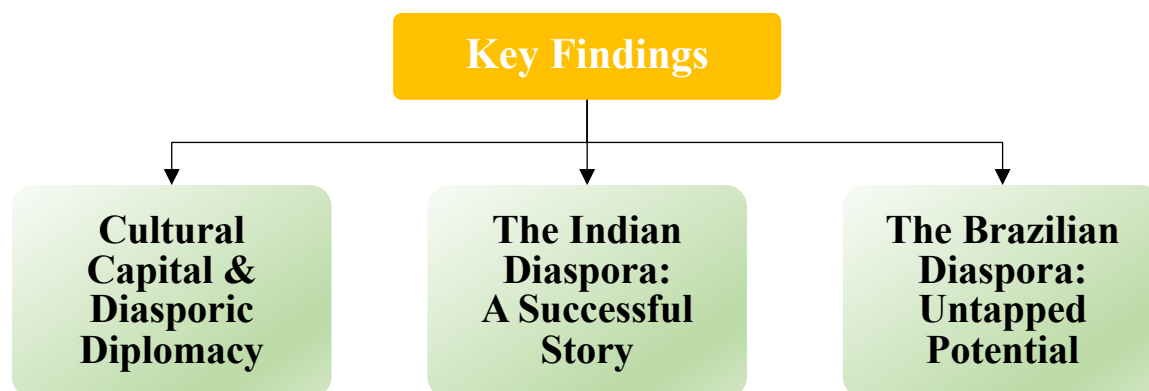 Key Findings
Cultural
Capital &
Diasporic
Diplomacy
The Indian
Diaspora:
A Successful
Story
The Brazilian
Diaspora:
Untapped
Potential